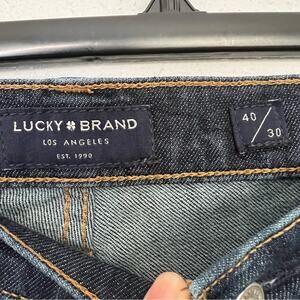 LUCKY BRAND
LOS ANGELES
EST. 1990
40/30